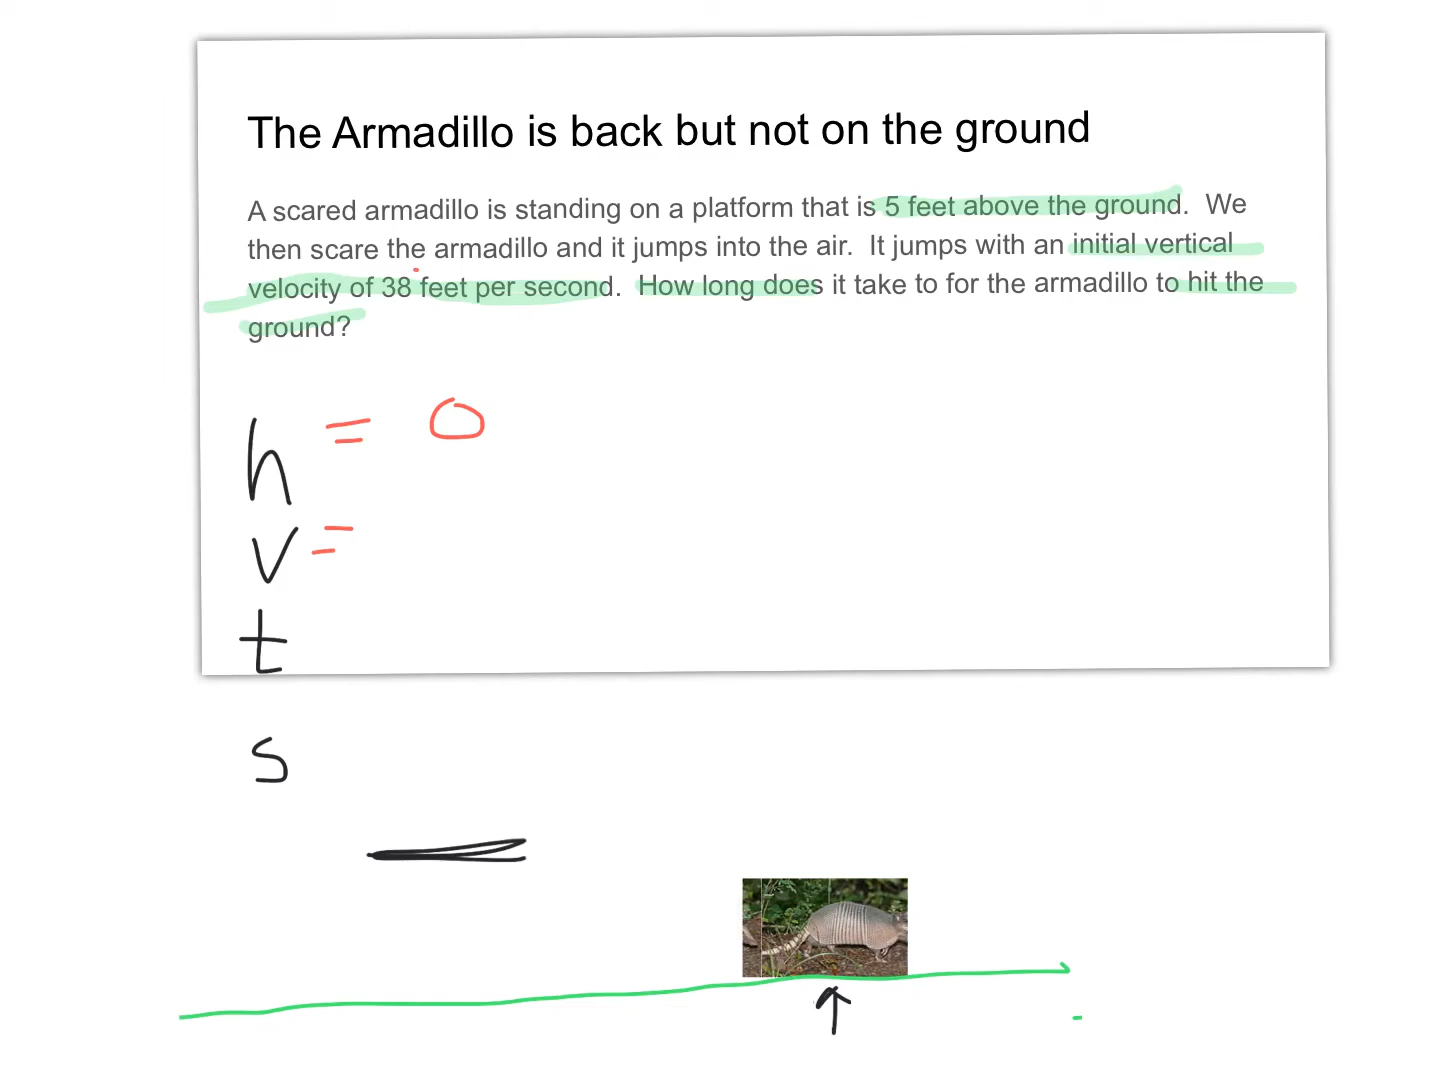 The Armadillo is back but not on the ground
A scared armadillo is standing on a platform that is 5 feet above the ground. We
then scare the armadillo and it jumps into the air. It jumps with an initial vertical
velocity of 38 feet per second. How long does it take to for the armadillo to hit the
ground?
h = 0
v =
t
s